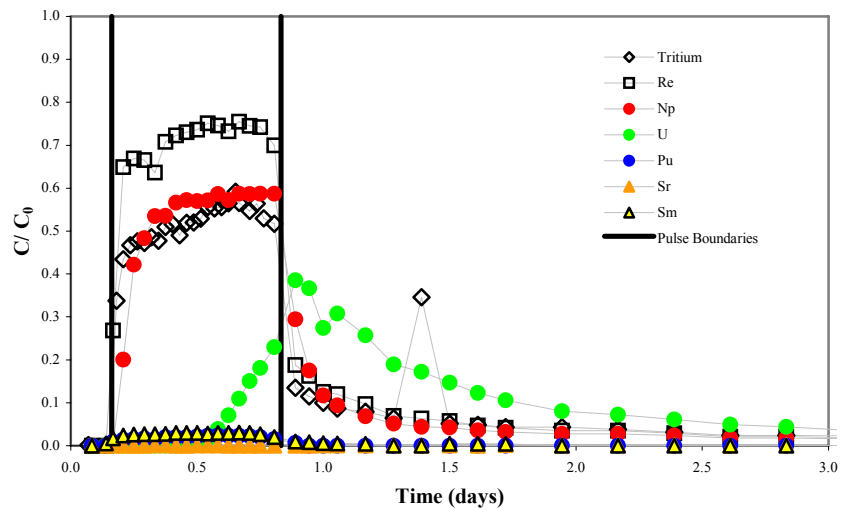 1.0
0.9
0.8
0.7
0.6
0.5
0.4
0.3
0.2
0.1
0.0
C/ C0
Tritium
Re
Np
U
Pu
Sr
Sm
Pulse Boundaries
0.0 0.5 1.0 1.5 2.0 2.5 3.0
Time (days)